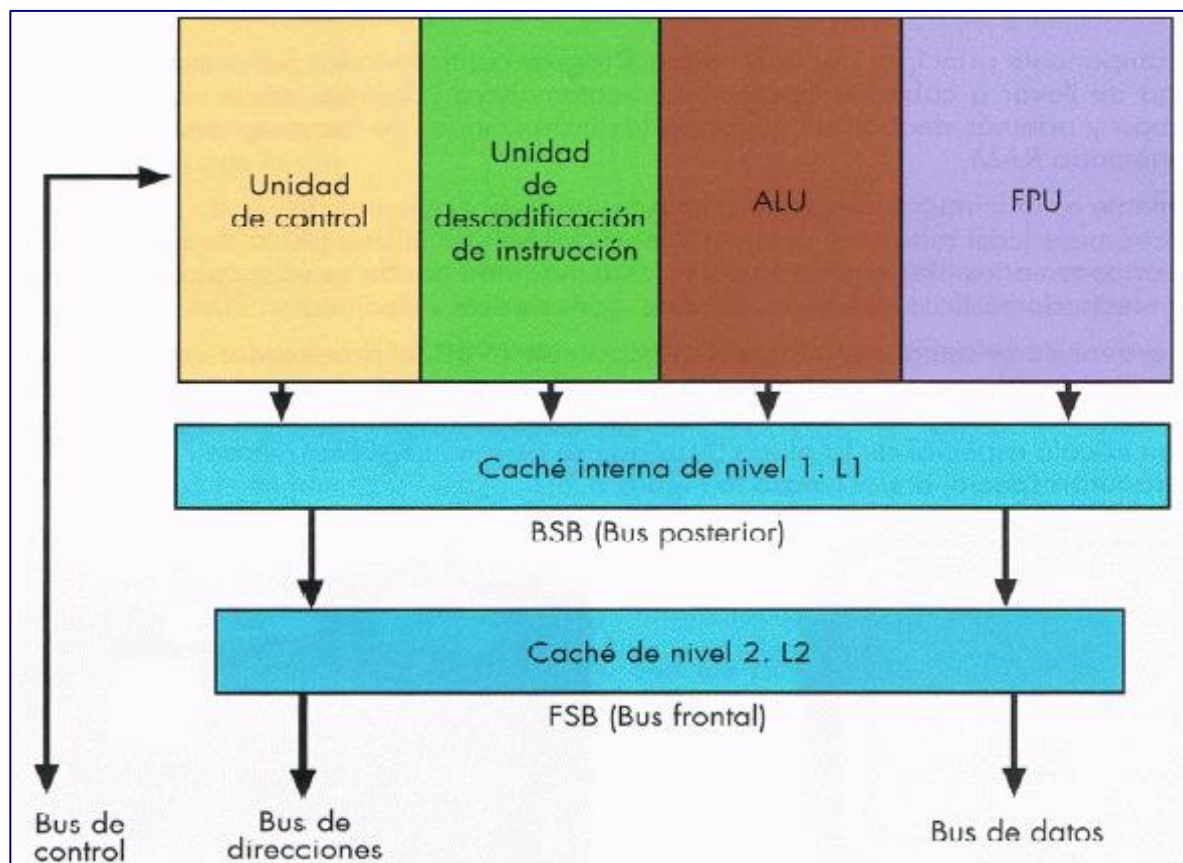 Unidad
de control
Unidad
de
descodificación
de instrucción
ALU
FPU
Caché interna de nivel 1. L1
BSB (Bus posterior)
Caché de nivel 2. L2
FSB (Bus frontal)
Bus de
control
Bus de
direcciones
Bus de datos